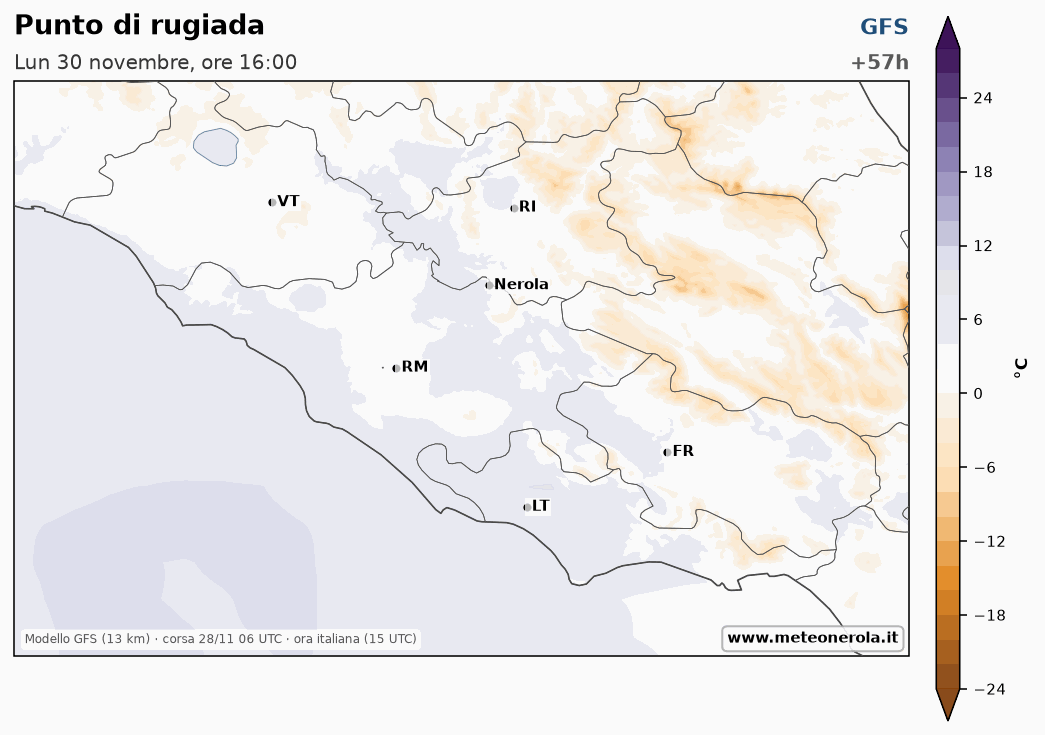 Punto di rugiada
GFS
Lun 30 novembre, ore 16:00
+57h
VT
RI
Nerola
RM
FR
LT
24
18
12
6
0
−6
−12
−18
−24
°C
Modello GFS (13 km) · corsa 28/11 06 UTC · ora italiana (15 UTC)
www.meteonerola.it